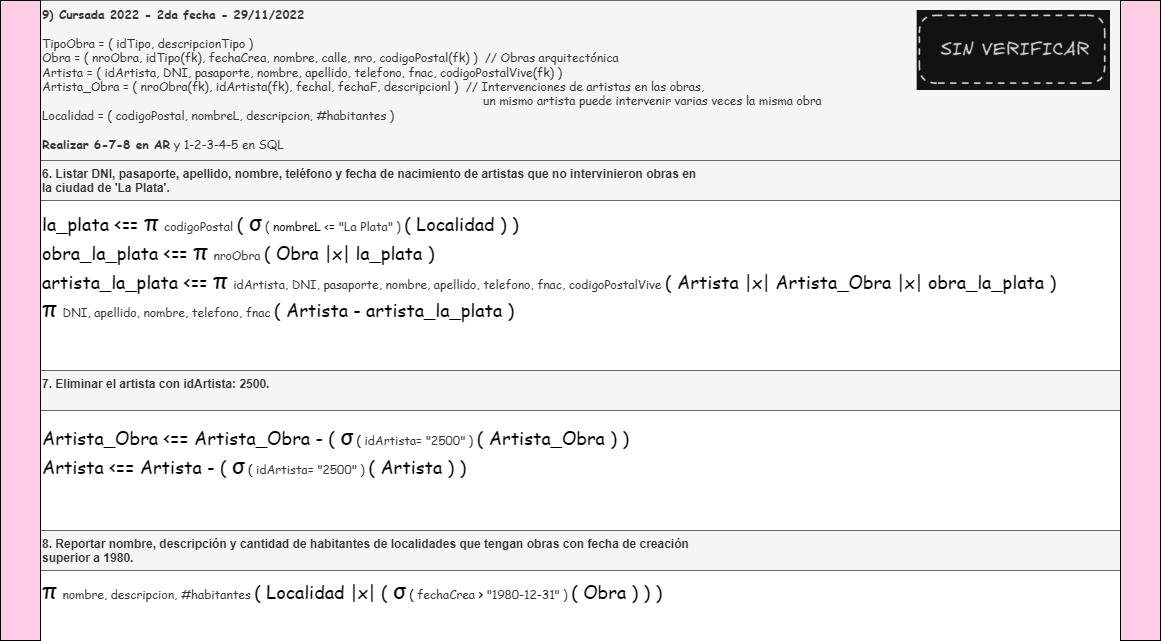 9) Cursada 2022 - 2da fecha - 29/11/2022
SIN VERIFICAR
TipoObra = ( idTipo, descripcionTipo )
Obra = ( nroObra, idTipo(fk), fechaCrea, nombre, calle, nro, codigoPostal(fk) ) // Obras arquitectónica
Artista = ( idArtista, DNI, pasaporte, nombre, apellido, telefono, fnac, codigoPostalVive(fk) )
Artista_Obra = ( nroObra(fk), idArtista(fk), fechaI, fechaF, descripcionI ) // Intervenciones de artistas en las obras,
un mismo artista puede intervenir varias veces la misma obra
Localidad = ( codigoPostal, nombreL, descripcion, #habitantes )
Realizar 6-7-8 en AR y 1-2-3-4-5 en SQL
6. Listar DNI, pasaporte, apellido, nombre, teléfono y fecha de nacimiento de artistas que no intervinieron obras en
la ciudad de 'La Plata'.
la_plata <== π codigoPostal ( σ ( nombreL <= "La Plata" ) ( Localidad ) )
obra_la_plata <== π nroObra ( Obra |x| la_plata )
artista_la_plata <== π idArtista, DNI, pasaporte, nombre, apellido, telefono, fnac, codigoPostalVive ( Artista |x| Artista_Obra |x| obra_la_plata )
π DNI, apellido, nombre, telefono, fnac ( Artista - artista_la_plata )
7. Eliminar el artista con idArtista: 2500.
Artista_Obra <== Artista_Obra - ( σ ( idArtista= "2500" ) ( Artista_Obra ) )
Artista <== Artista - ( σ ( idArtista= "2500" ) ( Artista ) )
8. Reportar nombre, descripción y cantidad de habitantes de localidades que tengan obras con fecha de creación
superior a 1980.
π nombre, descripcion, #habitantes ( Localidad |x| ( σ ( fechaCrea > "1980-12-31" ) ( Obra ) ) )